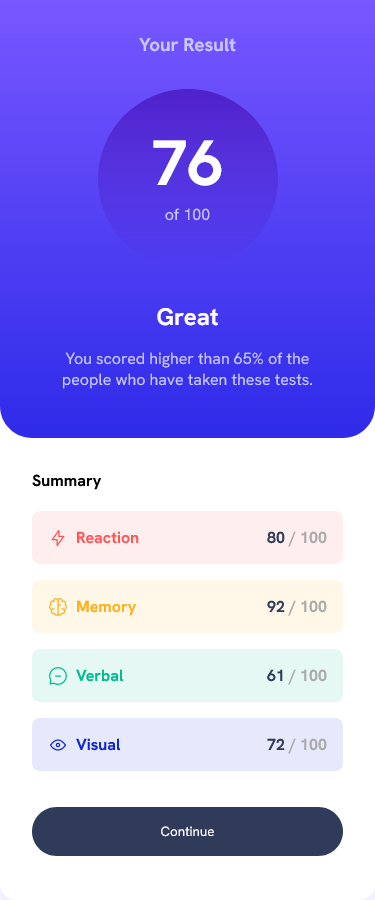 Your Result
76
of 100
Great
You scored higher than 65% of the
people who have taken these tests.
Summary
Reaction 80 / 100
Memory 92 / 100
Verbal 61 / 100
Visual 72 / 100
Continue